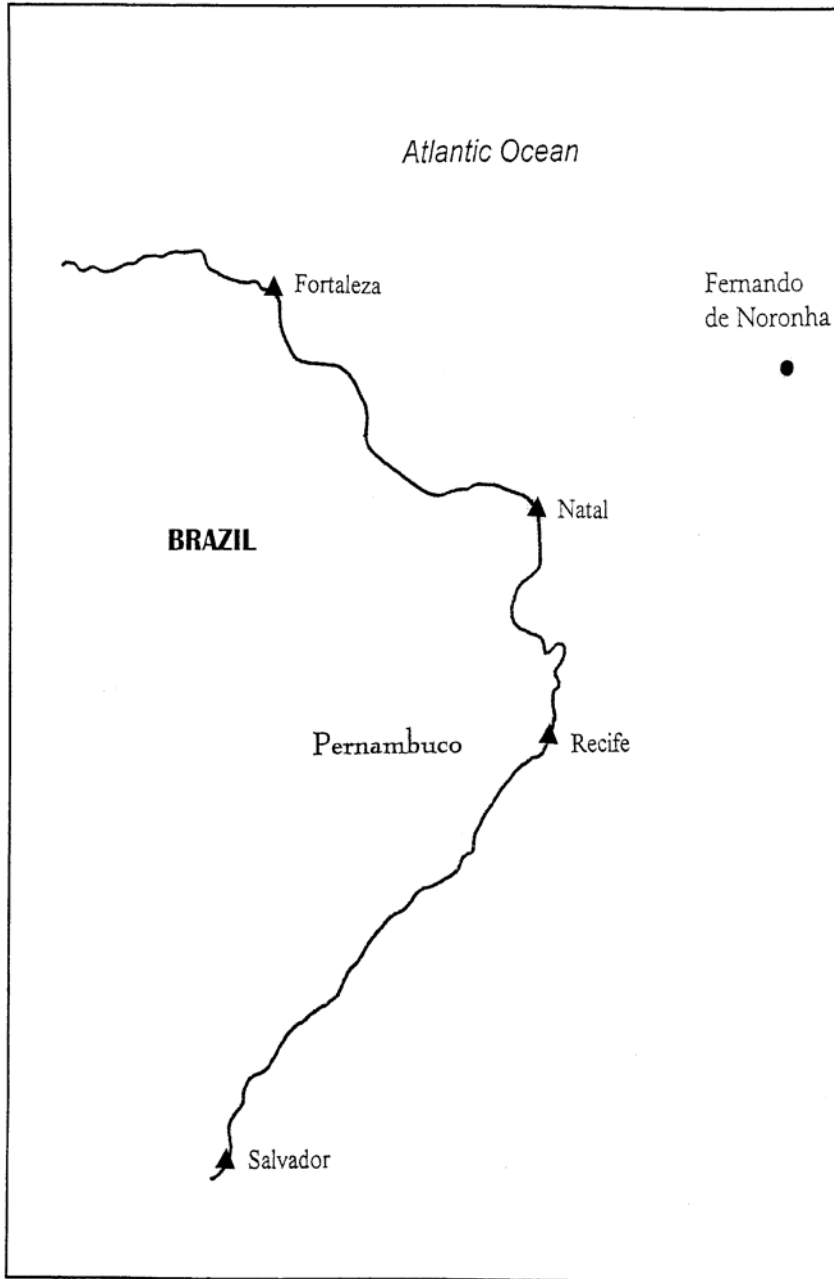 Atlantic Ocean
Fortaleza
Fernando
de Noronha
Natal
BRAZIL
Pernambuco
Recife
Salvador